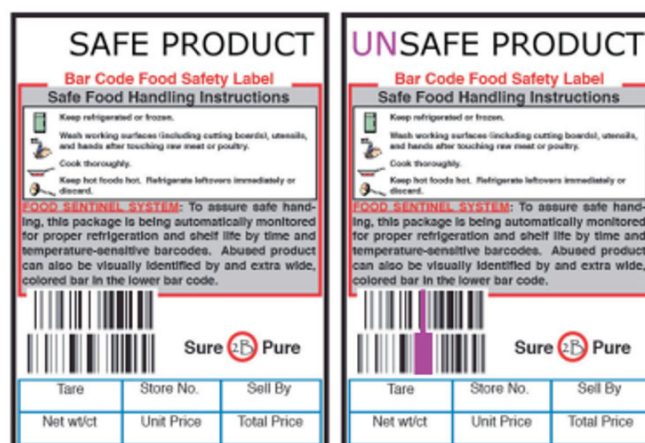 SAFE PRODUCT
Bar Code Food Safety Label
Safe Food Handling Instructions
Keep refrigerated or frozen.
Wash working surfaces (including cutting boards), utensils,
and hands after touching raw meat or poultry.
Cook thoroughly.
Keep hot foods hot. Refrigerate leftovers immediately or
discard.
FOOD SENTINEL SYSTEM: To assure safe hand-
ing, this package is being automatically monitored
for proper refrigeration and shelf life by time and
temperature-sensitive barcodes. Abused product
can also be visually identified by and extra wide,
colored bar in the lower bar code.
Sure 2B Pure
Tare Store No. Sell By
Net wt/ct Unit Price Total Price
UNSAFE PRODUCT
Bar Code Food Safety Label
Safe Food Handling Instructions
Keep refrigerated or frozen.
Wash working surfaces (including cutting boards), utensils,
and hands after touching raw meat or poultry.
Cook thoroughly.
Keep hot foods hot. Refrigerate leftovers immediately or
discard.
FOOD SENTINEL SYSTEM: To assure safe hand-
ing, this package is being automatically monitored
for proper refrigeration and shelf life by time and
temperature-sensitive barcodes. Abused product
can also be visually identified by and extra wide,
colored bar in the lower bar code.
Sure 2B Pure
Tare Store No. Sell By
Net wt/ct Unit Price Total Price